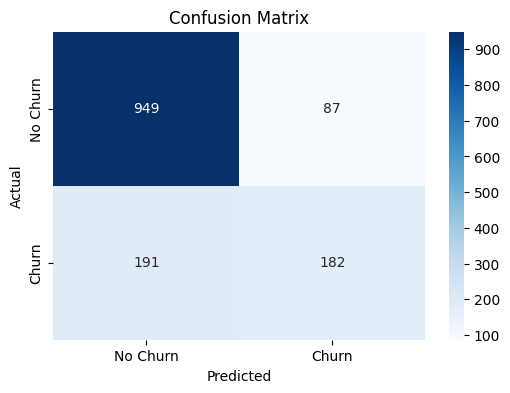 Confusion Matrix
No Churn
Churn
Actual
949
87
191
182
No Churn
Churn
Predicted
900
800
700
600
500
400
300
200
100